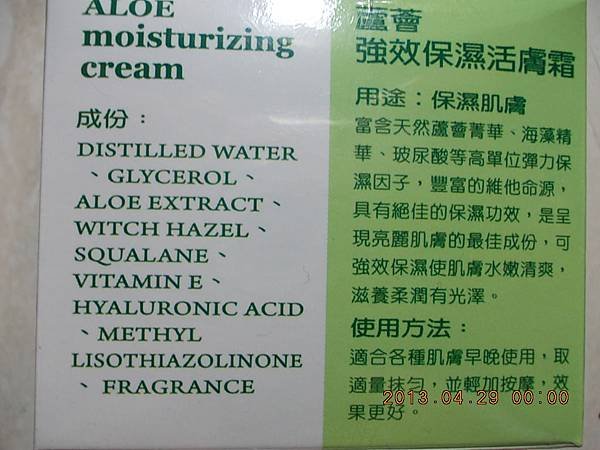 ALOE
moisturizing
cream
成份：
DISTILLED WATER
、GLYCEROL、
ALOE EXTRACT、
WITCH HAZEL、
SQUALANE、
VITAMIN E、
HYALURONIC ACID
、METHYL
LISOTHIAZOLINONE
、 FRAGRANCE
蘆薈
強效保濕活膚霜
用途：保濕肌膚
富含天然蘆薈菁華、海藻精
華、玻尿酸等高單位彈力保
濕因子，豐富的維他命源，
具有絕佳的保濕功效，是呈
現亮麗肌膚的最佳成份，可
強效保濕使肌膚水嫩清爽，
滋養柔潤有光澤。
使用方法：
適合各種肌膚早晚使用，取
適量抹勻，並輕加按摩，效
果更好。
2013.04.29 00:00